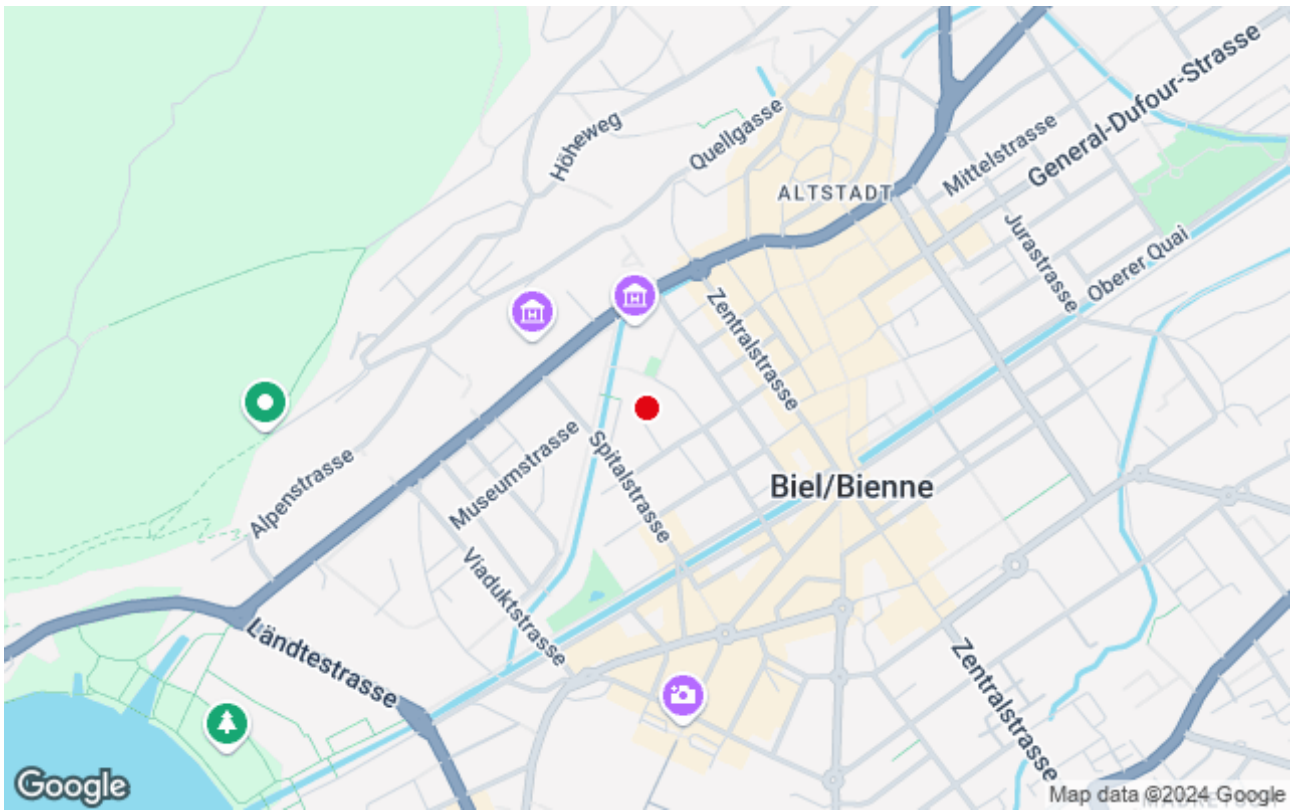 General-Dufour-Strasse
Höheweg
Quellgasse
Mittelstrasse
ALTSTADT
Jurastrasse
Oberer Quai
Zentralstrasse
Museumstrasse
Spitalstrasse
Alpenstrasse
Biel/Bienne
Viaduktstrasse
Ländtestrasse
Zentralstrasse
Google
Map data ©2024 Google